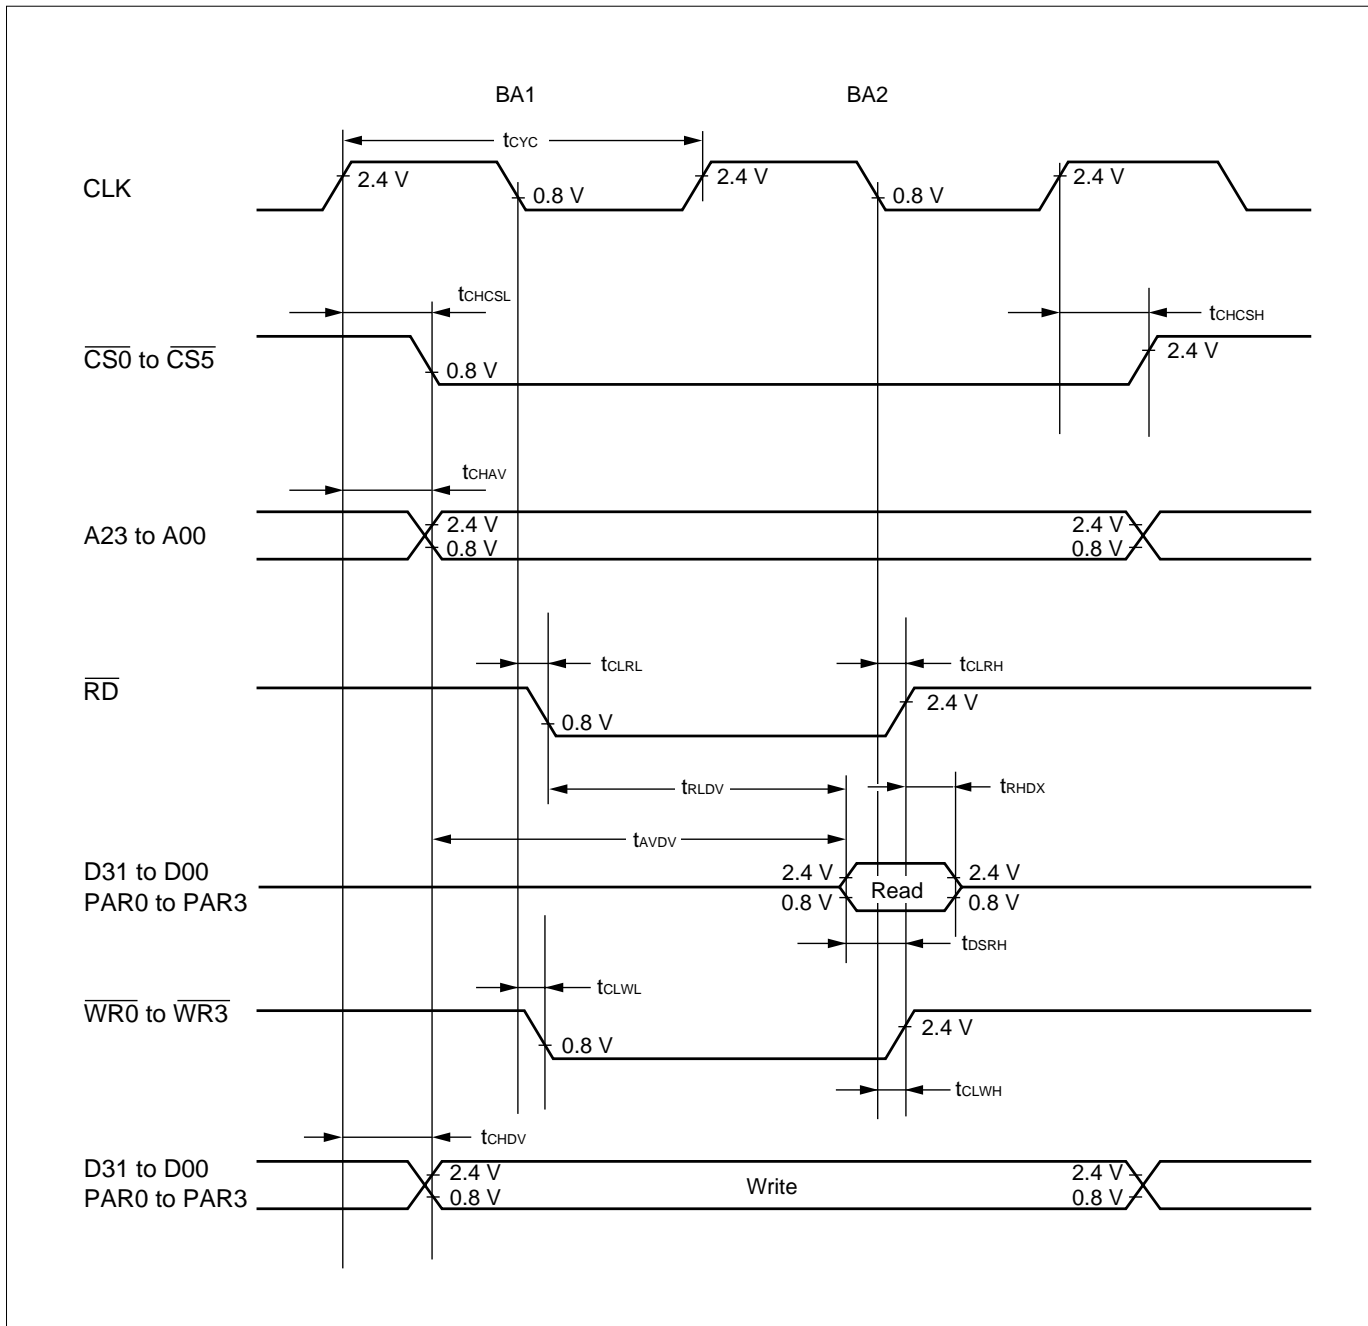 BA1 BA2
tCYC
CLK 2.4 V 0.8 V 2.4 V 0.8 V 2.4 V
tCHCSL tCHCSH
CS0 to CS5 0.8 V 2.4 V
tCHAV
A23 to A00 2.4 V 0.8 V 2.4 V 0.8 V
tCLRL tCLRH
RD 0.8 V 2.4 V
tRLDV tRHDX
tAVDV
D31 to D00 2.4 V 2.4 V
PAR0 to PAR3 0.8 V Read 0.8 V
tDSRH
tCLWL
WR0 to WR3 0.8 V 2.4 V
tCLWH
tCHDV
D31 to D00 2.4 V Write 2.4 V
PAR0 to PAR3 0.8 V 0.8 V